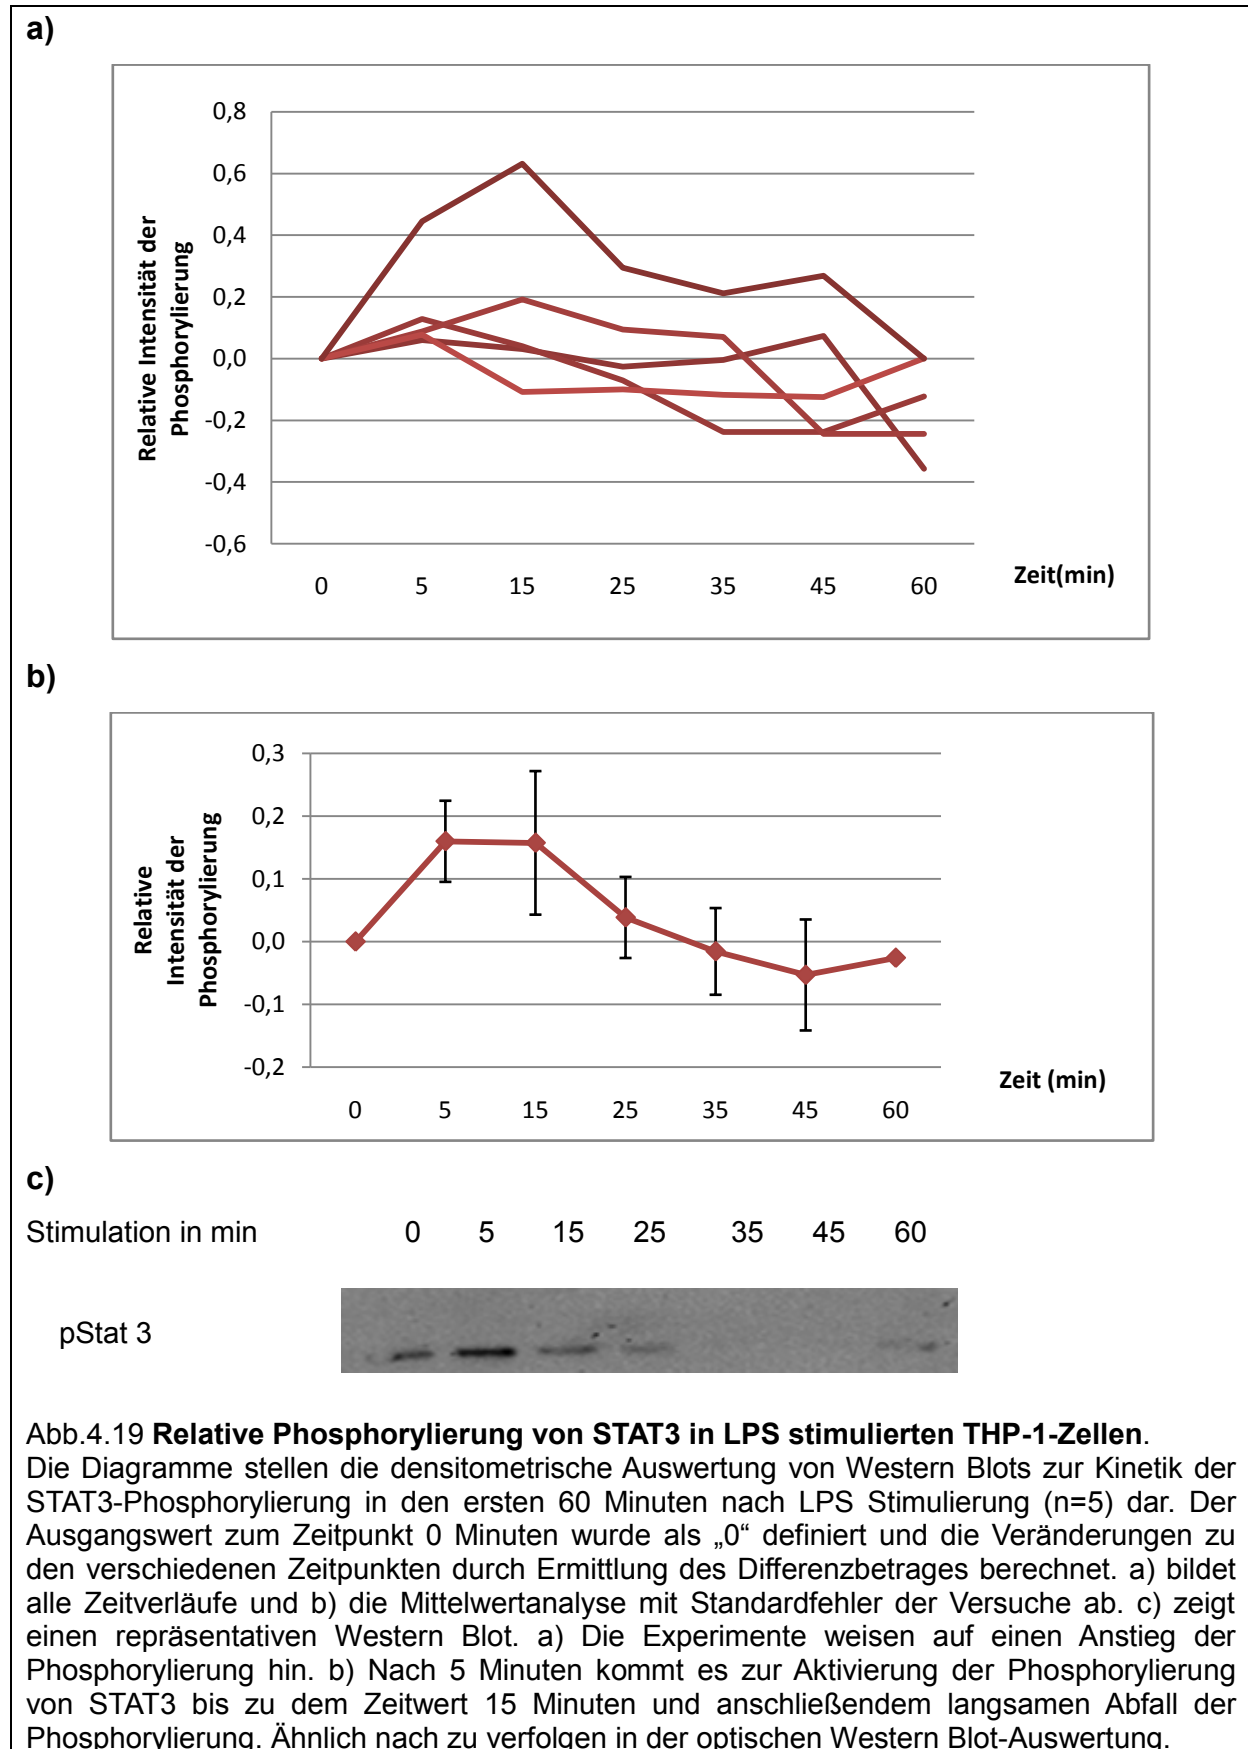 a)
0,8
0,6
0,4
0,2
0,0
-0,2
-0,4
-0,6
Relative Intensität der
Phosphorylierung
0 5 15 25 35 45 60
Zeit(min)
b)
0,3
0,2
0,1
0,0
-0,1
-0,2
Relative
Intensität der
Phosphorylierung
0 5 15 25 35 45 60
Zeit (min)
c)
Stimulation in min 0 5 15 25 35 45 60
pStat 3
Abb.4.19 Relative Phosphorylierung von STAT3 in LPS stimulierten THP-1-Zellen.
Die Diagramme stellen die densitometrische Auswertung von Western Blots zur Kinetik der
STAT3-Phosphorylierung in den ersten 60 Minuten nach LPS Stimulierung (n=5) dar. Der
Ausgangswert zum Zeitpunkt 0 Minuten wurde als „0“ definiert und die Veränderungen zu
den verschiedenen Zeitpunkten durch Ermittlung des Differenzbetrages berechnet. a) bildet
alle Zeitverläufe und b) die Mittelwertanalyse mit Standardfehler der Versuche ab. c) zeigt
einen repräsentativen Western Blot. a) Die Experimente weisen auf einen Anstieg der
Phosphorylierung hin. b) Nach 5 Minuten kommt es zur Aktivierung der Phosphorylierung
von STAT3 bis zu dem Zeitwert 15 Minuten und anschließendem langsamen Abfall der
Phosphorylierung. Ähnlich nach zu verfolgen in der optischen Western Blot-Auswertung.